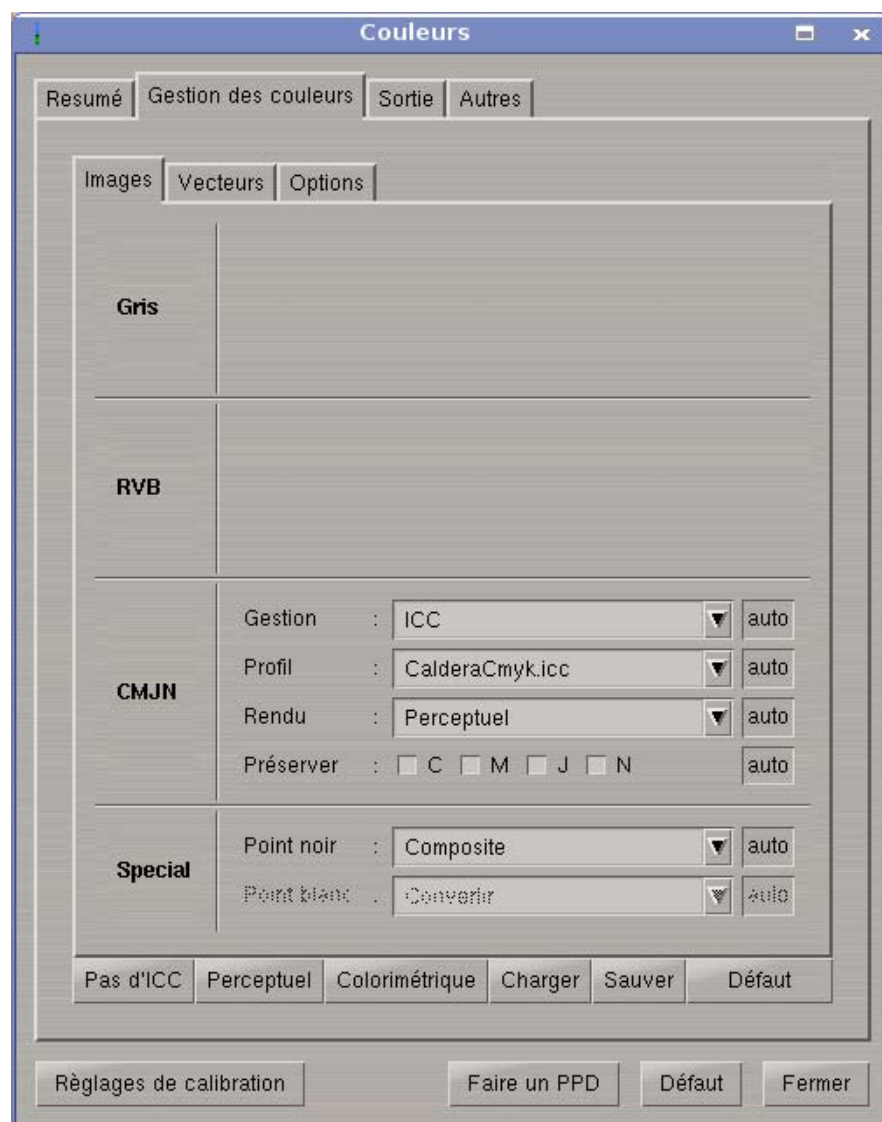 Couleurs
Resumé Gestion des couleurs Sortie Autres
Images Vecteurs Options
Gris
RVB
CMJN
Gestion : ICC auto
Profil : CalderaCmyk.icc auto
Rendu : Perceptuel auto
Préserver : C M J N auto
Special
Point noir : Composite auto
Point blanc : Convertir auto
Pas d'ICC Perceptuel Colorimétrique Charger Sauver Défaut
Règlages de calibration Faire un PPD Défaut Fermer